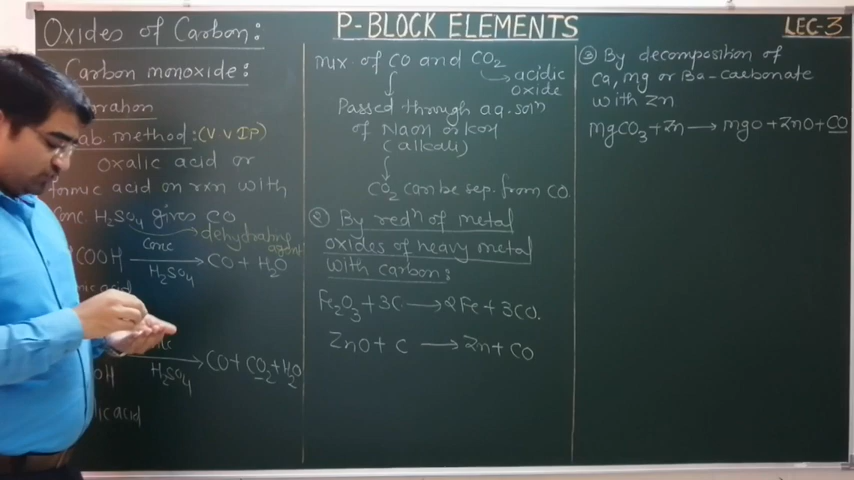 P-BLOCK ELEMENTS
LEC-3
Oxides of Carbon:
Carbon monoxide:
ab. method: (V V IP)
oxalic acid or
formic acid on rxn with
conc. H₂SO₄ gives CO
dehydrating
agent
COOH conc H₂SO₄ → CO + H₂O
H₂SO₄ → CO + CO₂ + H₂O
mix. of CO and CO₂
→ acidic
oxide
Passed through aq. solⁿ
of NaOH or KOH
(alkali)
CO₂ can be sep. from CO.
② By redⁿ of metal
oxides of heavy metal
with carbon:
Fe₂O₃ + 3C → 2Fe + 3CO.
ZnO + C → Zn + CO
③ By decomposition of
Ca, Mg or Ba-carbonate
with Zn
MgCO₃ + Zn → MgO + ZnO + CO